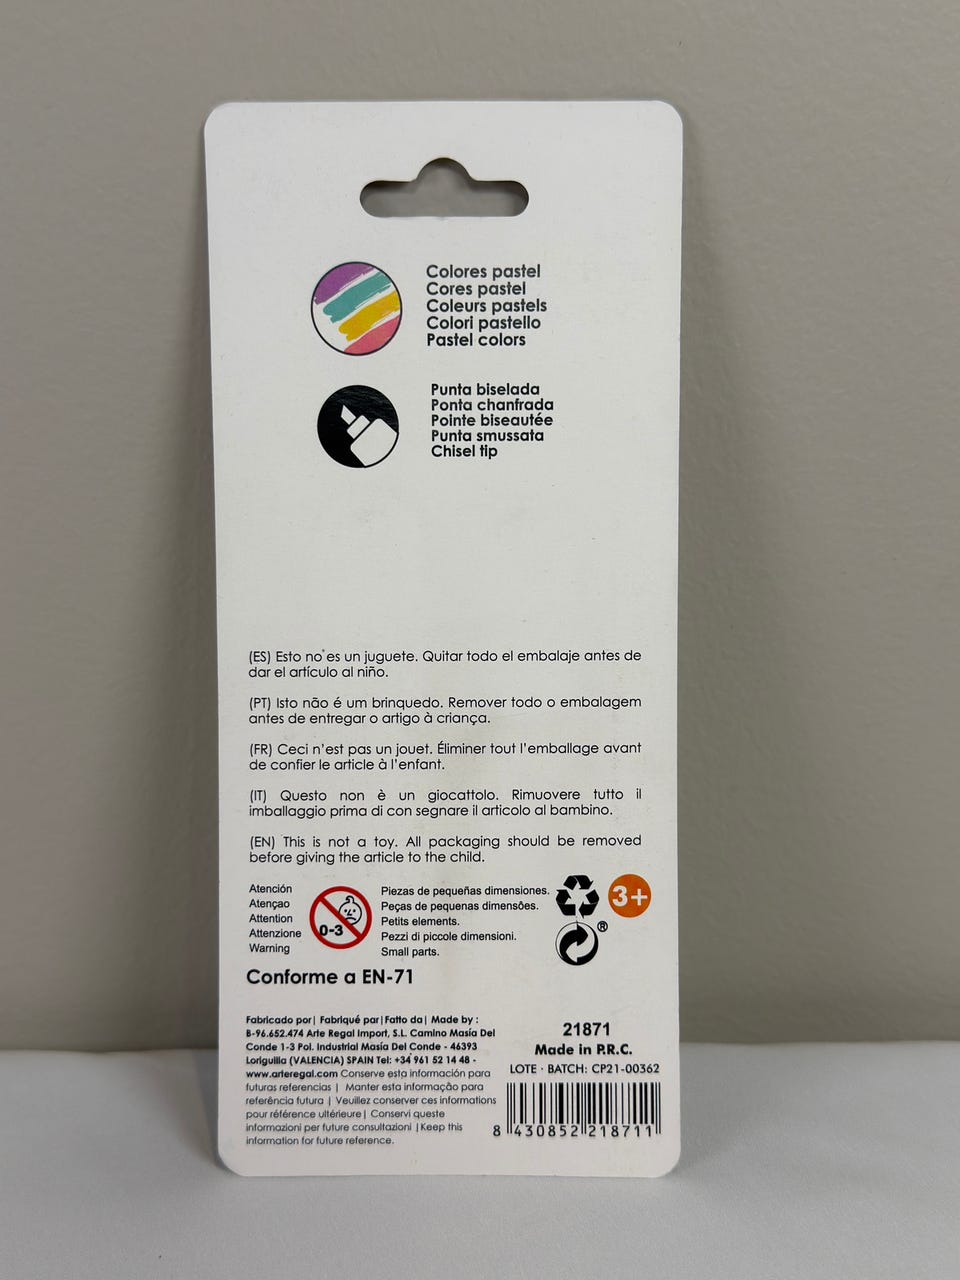 Colores pastel
Cores pastel
Couleurs pastels
Colori pastello
Pastel colors
Punta biselada
Ponta chanfrada
Pointe biseautée
Punta smussata
Chisel tip
(ES) Esto no es un juguete. Quitar todo el embalaje antes de
dar el artículo al niño.
(PT) Isto não é um brinquedo. Remover todo o embalagem
antes de entregar o artigo à criança.
(FR) Ceci n'est pas un jouet. Éliminer tout l'emballage avant
de confier le article à l'enfant.
(IT) Questo non è un giocattolo. Rimuovere tutto il
imballaggio prima di con segnare il articolo al bambino.
(EN) This is not a toy. All packaging should be removed
before giving the article to the child.
Atención
Atençao
Attention
Attenzione
Warning
0-3
Piezas de pequeñas dimensiones.
Peças de pequenas dimensões.
Petits elements.
Pezzi di piccole dimensioni.
Small parts.
3+
®
Conforme a EN-71
Fabricado por| Fabriqué par|Fatto da| Made by :
B-96.652.474 Arte Regal Import, S.L. Camino Masía Del
Conde 1-3 Pol. Industrial Masía Del Conde - 46393
Loriguilla (VALENCIA) SPAIN Tel: +34 961 52 14 48 -
www.arteregal.com Conserve esta información para
futuras referencias | Manter esta informação para
referência futura | Veuillez conserver ces informations
pour référence ultérieure| Conservi queste
informazioni per future consultazioni |Keep this
information for future reference.
21871
Made in P.R.C.
LOTE · BATCH: CP21-00362
8 430852 218711